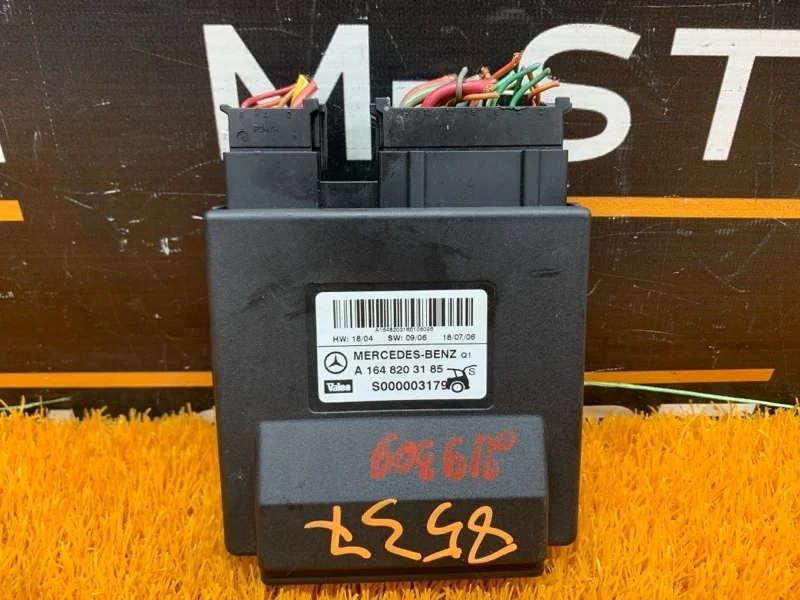 M-ST
A1648203185106096
HW: 18/04 SW: 09/06 18/07/06
MERCEDES-BENZ Q1
A 164 820 31 85
S
Valeo S000003179
8537